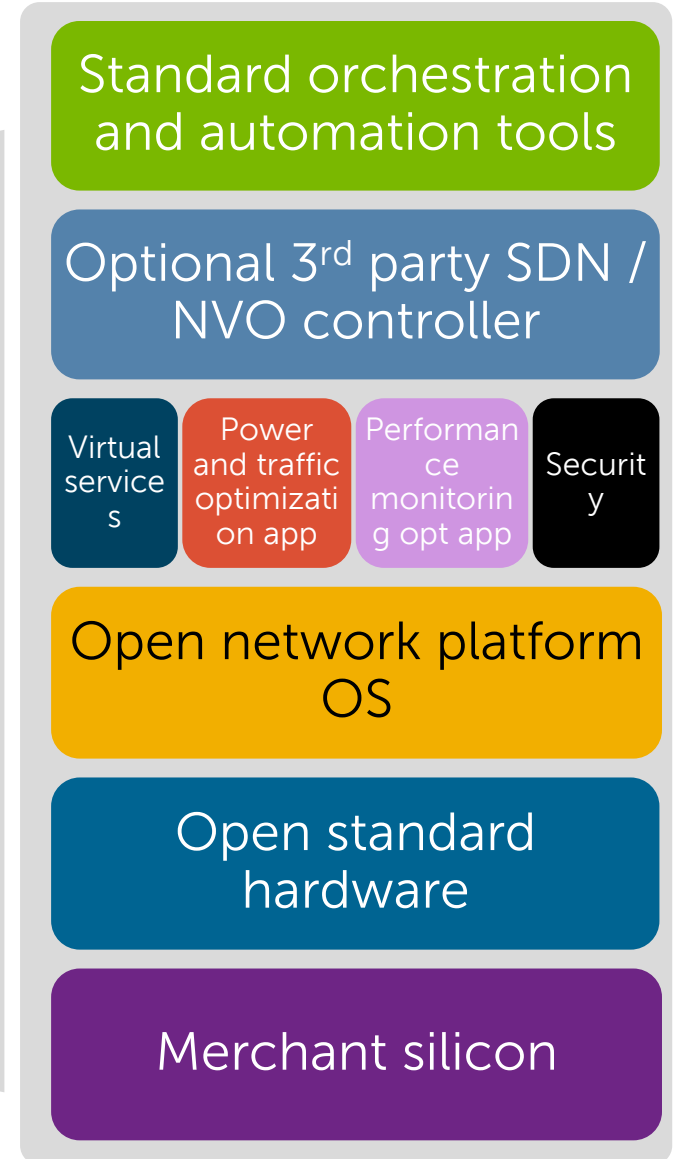 Standard orchestration
and automation tools
Optional 3rd party SDN /
NVO controller
Virtual
service
s
Power
and traffic
optimizati
on app
Performan
ce
monitorin
g opt app
Securit
y
Open network platform
OS
Open standard
hardware
Merchant silicon